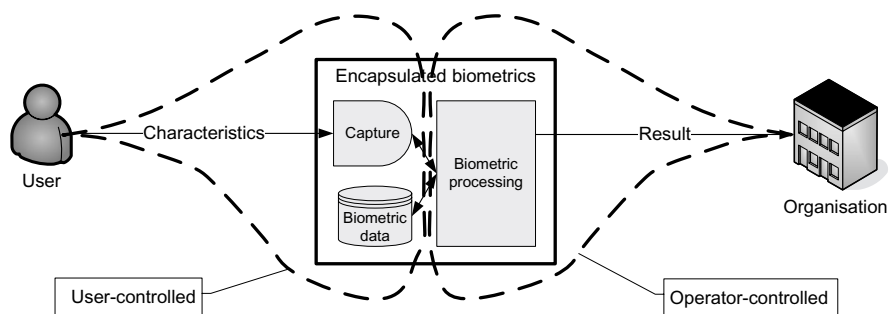 Encapsulated biometrics
Characteristics
Capture
Result
Biometric
processing
User
Biometric
data
Organisation
User-controlled
Operator-controlled